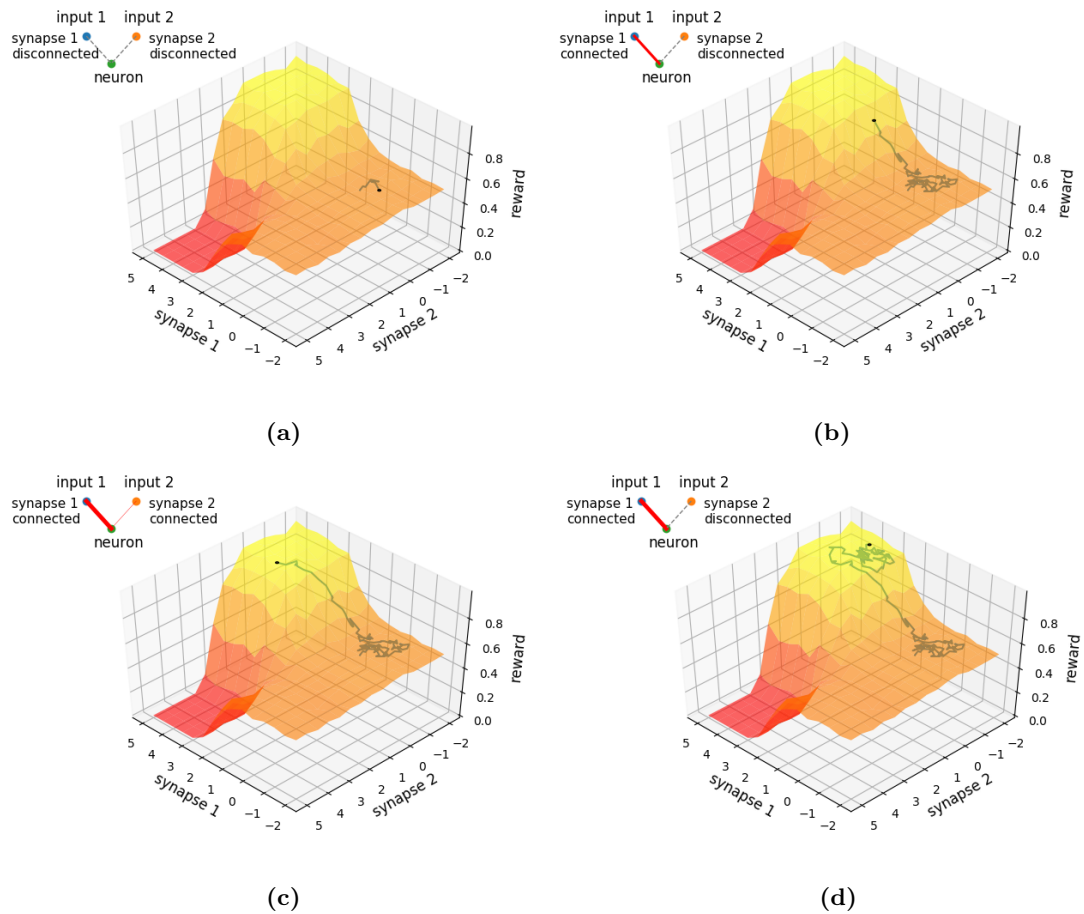 input 1 input 2
synapse 1 disconnected
synapse 2 disconnected
neuron
0.8
0.6
0.4
0.2
0.0
reward
5 4 3 2 1 0 −1 −2
synapse 1
5 4 3 2 1 0 −1 −2
synapse 2
(a)
input 1 input 2
synapse 1 connected
synapse 2 disconnected
neuron
0.8
0.6
0.4
0.2
0.0
reward
5 4 3 2 1 0 −1 −2
synapse 1
5 4 3 2 1 0 −1 −2
synapse 2
(b)
input 1 input 2
synapse 1 connected
synapse 2 connected
neuron
0.8
0.6
0.4
0.2
0.0
reward
5 4 3 2 1 0 −1 −2
synapse 1
5 4 3 2 1 0 −1 −2
synapse 2
(c)
input 1 input 2
synapse 1 connected
synapse 2 disconnected
neuron
0.8
0.6
0.4
0.2
0.0
reward
5 4 3 2 1 0 −1 −2
synapse 1
5 4 3 2 1 0 −1 −2
synapse 2
(d)